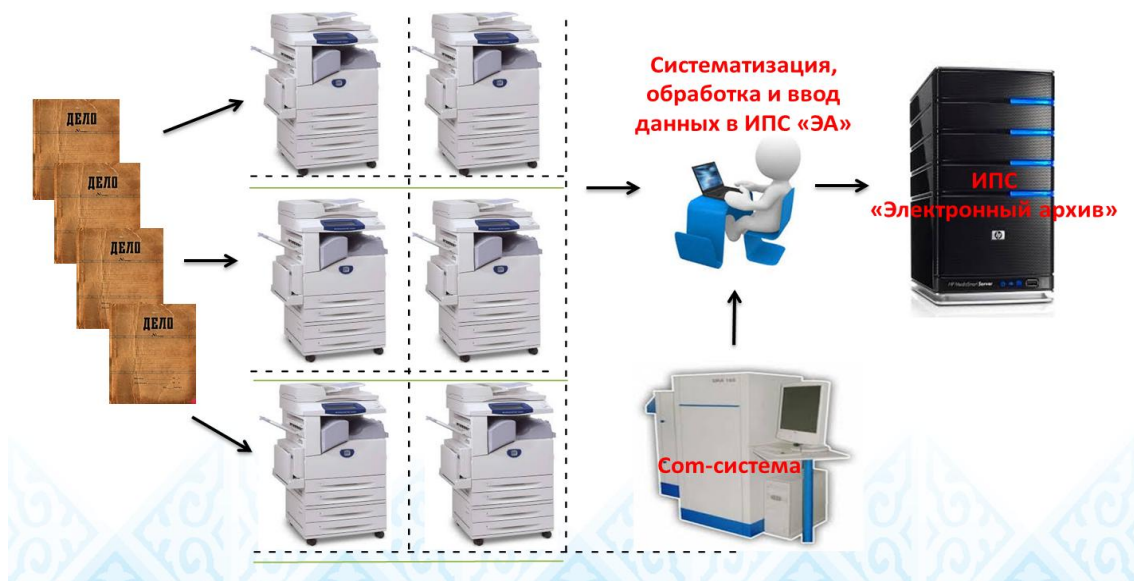 ДЕЛО
ДЕЛО
ДЕЛО
ДЕЛО
Систематизация,
обработка и ввод
данных в ИПС «ЭА»
ИПС
«Электронный архив»
Com-система